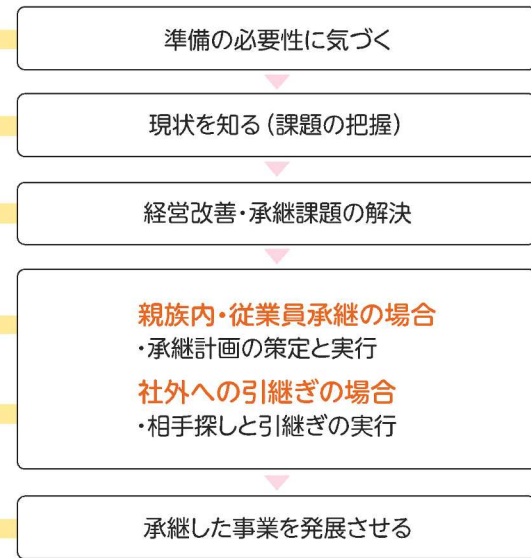 準備の必要性に気づく
現状を知る（課題の把握）
経営改善・承継課題の解決
親族内・従業員承継の場合
・承継計画の策定と実行
社外への引継ぎの場合
・相手探しと引継ぎの実行
承継した事業を発展させる